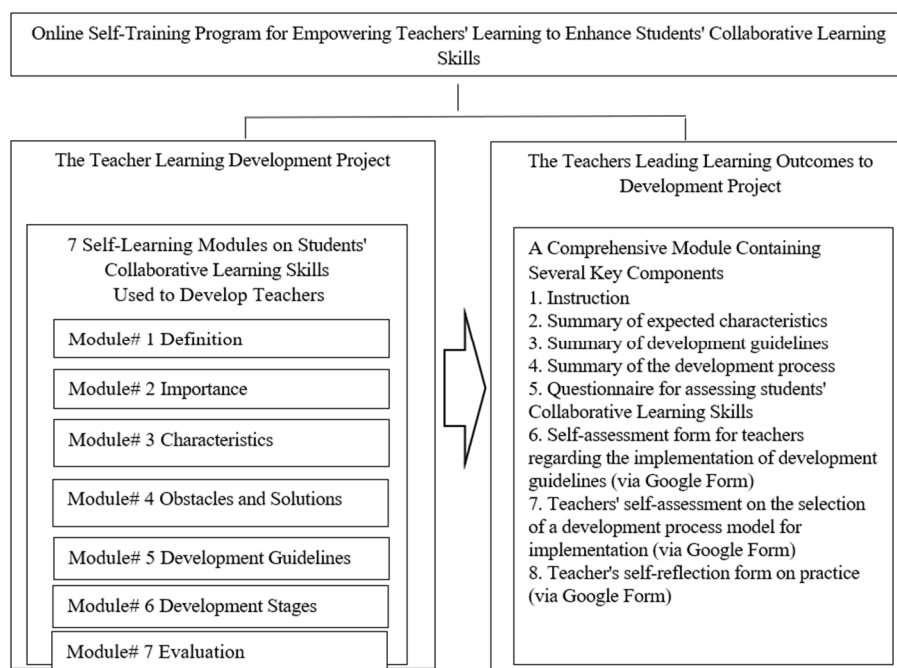 Online Self-Training Program for Empowering Teachers' Learning to Enhance Students' Collaborative Learning
Skills
The Teacher Learning Development Project
7 Self-Learning Modules on Students'
Collaborative Learning Skills
Used to Develop Teachers
Module# 1 Definition
Module# 2 Importance
Module# 3 Characteristics
Module# 4 Obstacles and Solutions
Module# 5 Development Guidelines
Module# 6 Development Stages
Module# 7 Evaluation
The Teachers Leading Learning Outcomes to
Development Project
A Comprehensive Module Containing
Several Key Components
1. Instruction
2. Summary of expected characteristics
3. Summary of development guidelines
4. Summary of the development process
5. Questionnaire for assessing students'
Collaborative Learning Skills
6. Self-assessment form for teachers
regarding the implementation of development
guidelines (via Google Form)
7. Teachers' self-assessment on the selection
of a development process model for
implementation (via Google Form)
8. Teacher's self-reflection form on practice
(via Google Form)